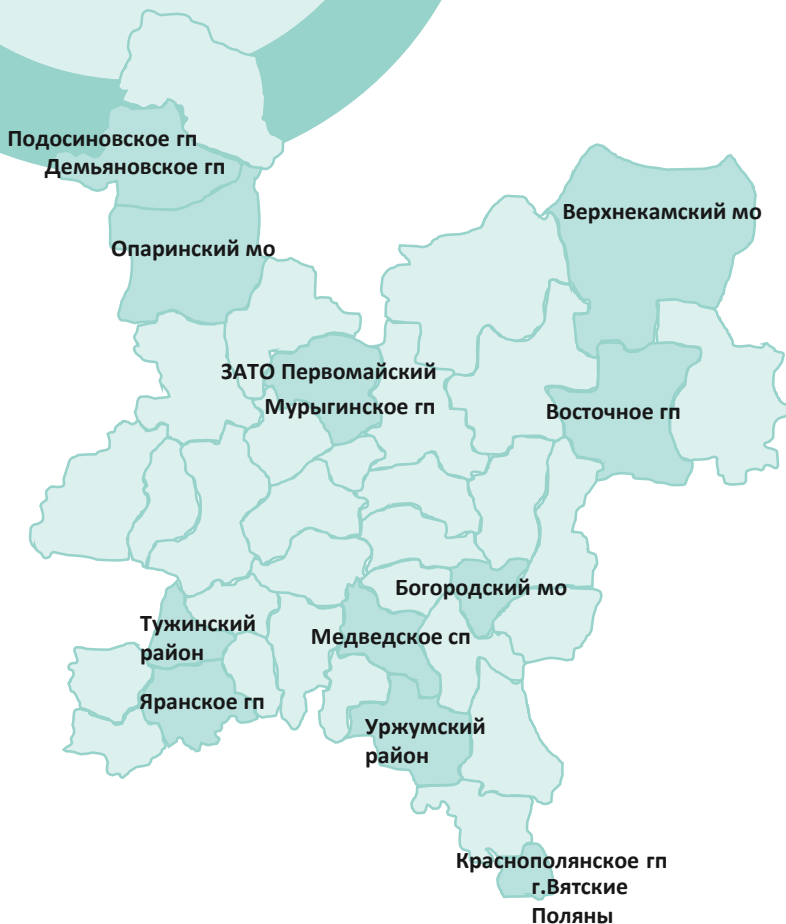 Подосиновское гп
Демьяновское гп
Верхнекамский мо
Опаринский мо
ЗАТО Первомайский
Мурыгинское гп
Восточное гп
Богородский мо
Тужинский
район
Медведское сп
Яранское гп
Уржумский
район
Краснополянское гп
г.Вятские
Поляны